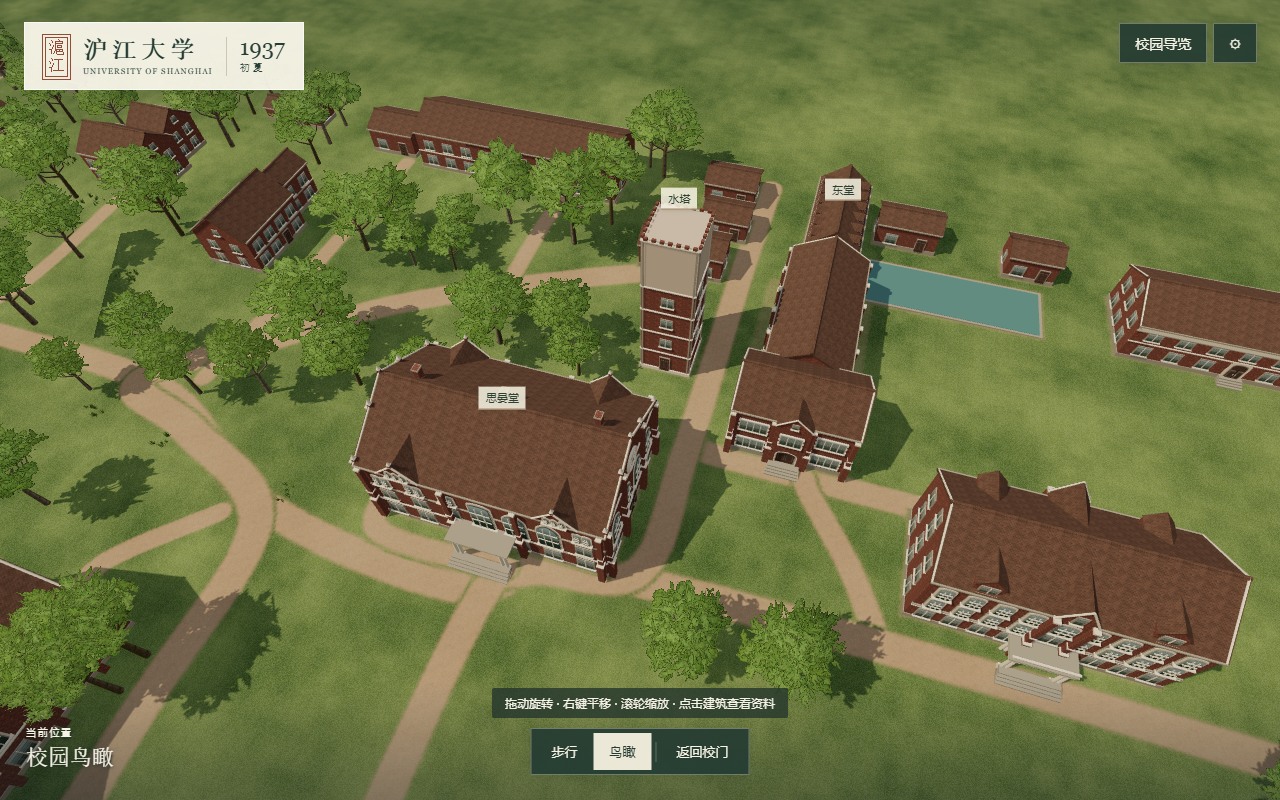 滬江
沪江大学
UNIVERSITY OF SHANGHAI
1937
初夏
校园导览
⚙
水塔
东堂
思晏堂
拖动旋转 · 右键平移 · 滚轮缩放 · 点击建筑查看资料
当前位置
校园鸟瞰
步行
鸟瞰
返回校门